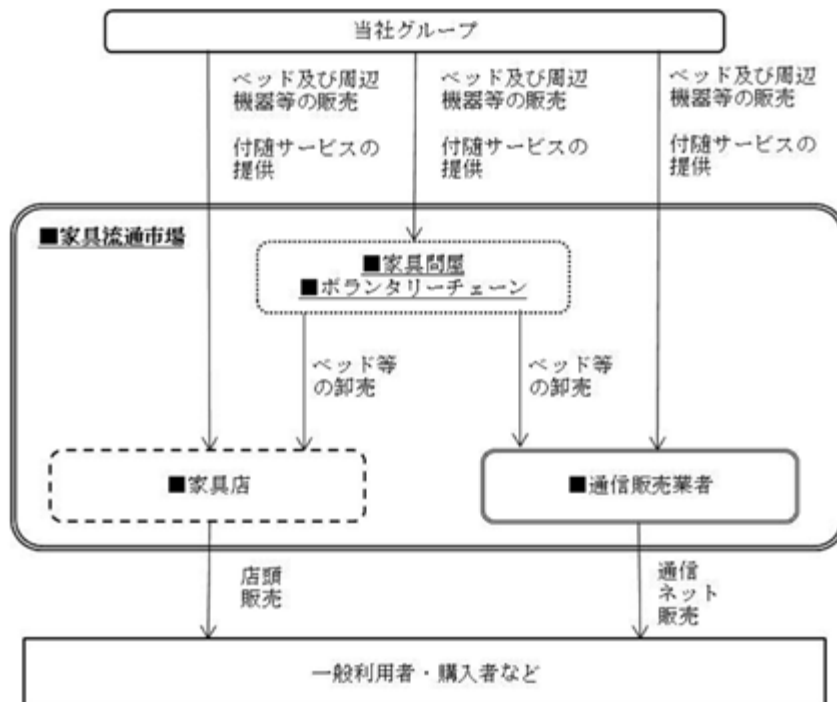 当社グループ
ベッド及び周辺
機器等の販売
付随サービスの
提供
ベッド及び周辺
機器等の販売
付随サービスの
提供
ベッド及び周辺
機器等の販売
付随サービスの
提供
■家具流通市場
■家具問屋
■ボランタリーチェーン
ベッド等
の卸売
ベッド等
の卸売
■家具店
■通信販売業者
店頭
販売
通信
ネット
販売
一般利用者・購入者など